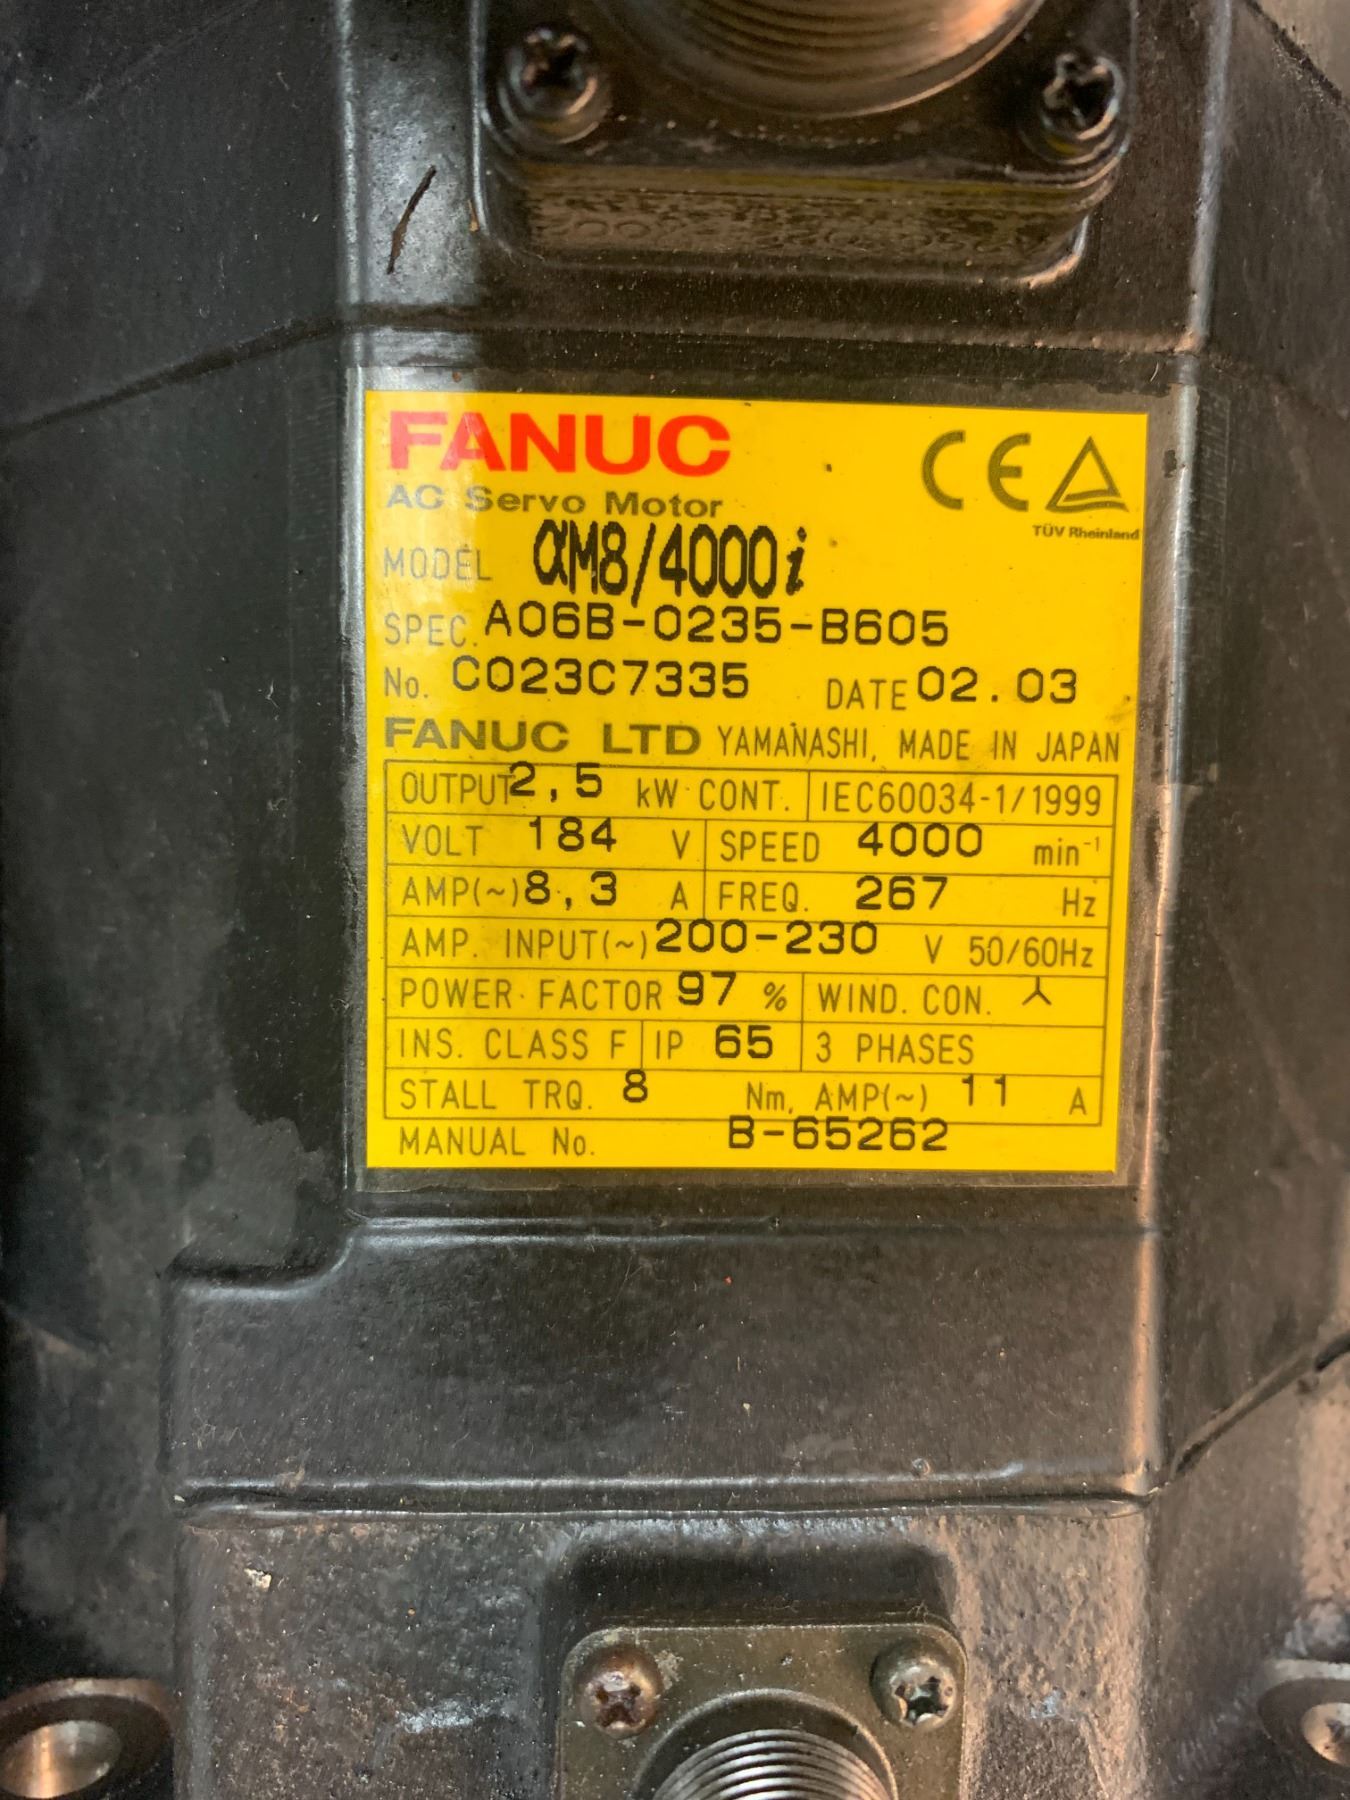 FANUC CE
AC Servo Motor TÜV Rheinland
MODEL αM8/4000i
SPEC. A06B-0235-B605
No. C023C7335 DATE 02.03
FANUC LTD YAMANASHI, MADE IN JAPAN
OUTPUT 2,5 kW CONT. IEC60034-1/1999
VOLT 184 V SPEED 4000 min⁻¹
AMP(~) 8,3 A FREQ. 267 Hz
AMP. INPUT(~) 200-230 V 50/60Hz
POWER FACTOR 97 % WIND. CON.
INS. CLASS F IP 65 3 PHASES
STALL TRQ. 8 Nm, AMP(~) 11 A
MANUAL No. B-65262